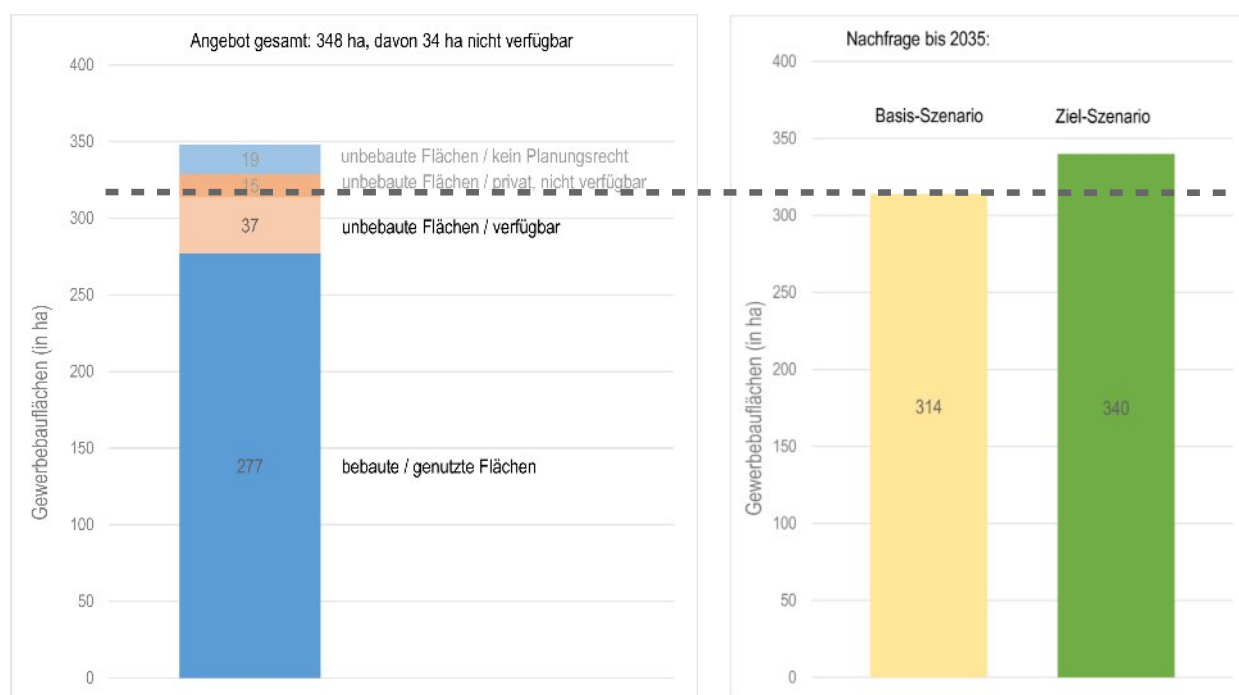 Angebot gesamt: 348 ha, davon 34 ha nicht verfügbar
400
350
300
250
200
150
100
50
0
Gewerbebauflächen (in ha)
19
unbebaute Flächen / kein Planungsrecht
15
unbebaute Flächen / privat, nicht verfügbar
37
unbebaute Flächen / verfügbar
277
bebaute / genutzte Flächen
Nachfrage bis 2035:
400
350
300
250
200
150
100
50
0
Gewerbebauflächen (in ha)
Basis-Szenario
Ziel-Szenario
314
340